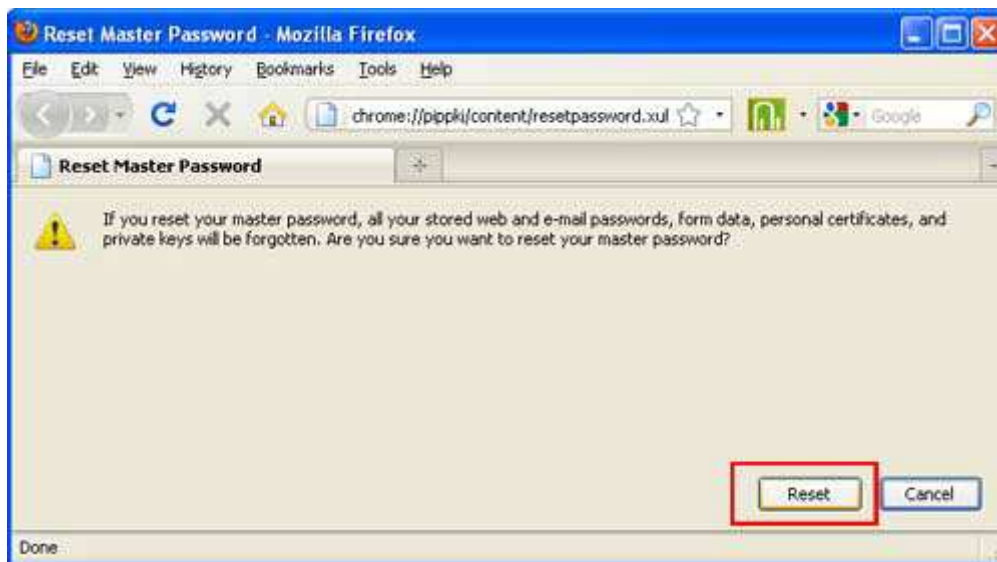 Reset Master Password - Mozilla Firefox
File Edit View History Bookmarks Tools Help
chrome://pippki/content/resetpassword.xul Google
Reset Master Password
If you reset your master password, all your stored web and e-mail passwords, form data, personal certificates, and
private keys will be forgotten. Are you sure you want to reset your master password?
Reset Cancel
Done